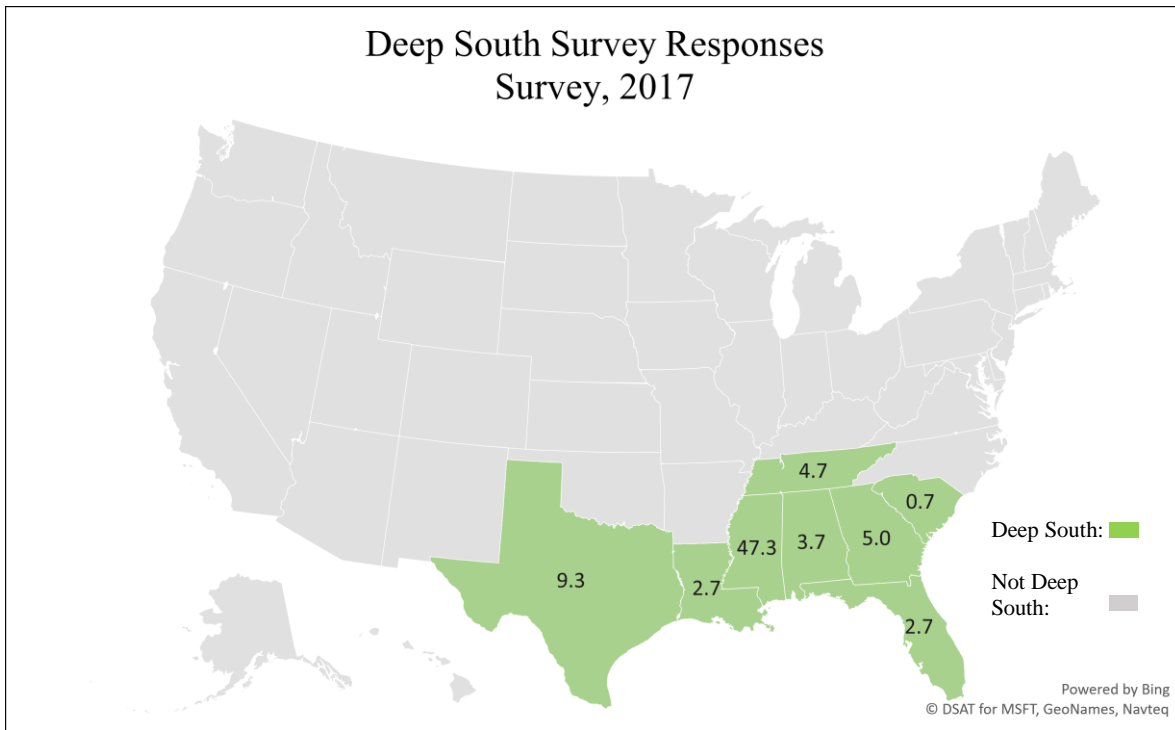 Deep South Survey Responses
Survey, 2017
4.7
0.7
47.3
3.7
5.0
9.3
2.7
2.7
Deep South:
Not Deep
South:
Powered by Bing
© DSAT for MSFT, GeoNames, Navteq